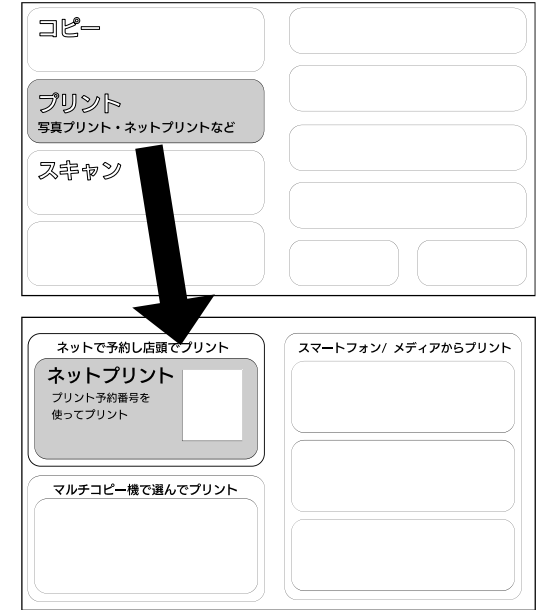 コピー
プリント
写真プリント・ネットプリントなど
スキャン
ネットで予約し店頭でプリント
ネットプリント
プリント予約番号を
使ってプリント
マルチコピー機で選んでプリント
スマートフォン/ メディアからプリント